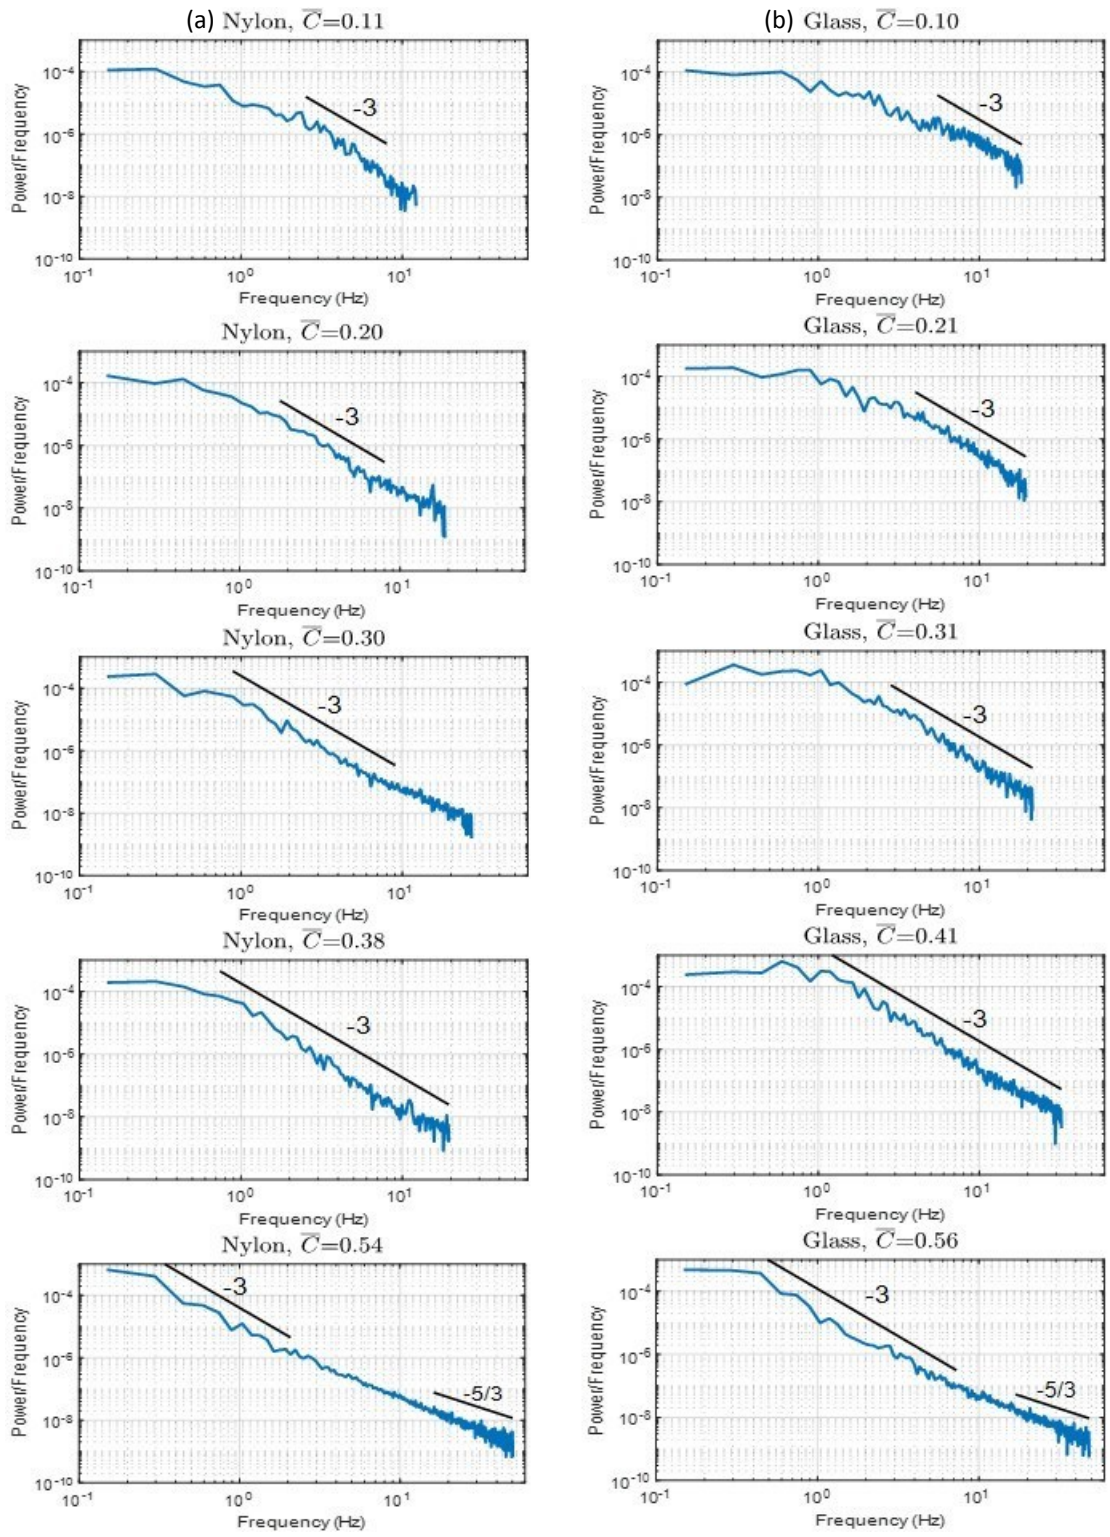 (a) Nylon, C̅=0.11
10⁻⁴
10⁻⁶
10⁻⁸
10⁻¹⁰
Power/Frequency
-3
10⁻¹ 10⁰ 10¹
Frequency (Hz)
(b) Glass, C̅=0.10
10⁻⁴
10⁻⁶
10⁻⁸
10⁻¹⁰
Power/Frequency
-3
10⁻¹ 10⁰ 10¹
Frequency (Hz)
Nylon, C̅=0.20
10⁻⁴
10⁻⁶
10⁻⁸
10⁻¹⁰
Power/Frequency
-3
10⁻¹ 10⁰ 10¹
Frequency (Hz)
Glass, C̅=0.21
10⁻⁴
10⁻⁶
10⁻⁸
10⁻¹⁰
Power/Frequency
-3
10⁻¹ 10⁰ 10¹
Frequency (Hz)
Nylon, C̅=0.30
10⁻⁴
10⁻⁶
10⁻⁸
10⁻¹⁰
Power/Frequency
-3
10⁻¹ 10⁰ 10¹
Frequency (Hz)
Glass, C̅=0.31
10⁻⁴
10⁻⁶
10⁻⁸
10⁻¹⁰
Power/Frequency
-3
10⁻¹ 10⁰ 10¹
Frequency (Hz)
Nylon, C̅=0.38
10⁻⁴
10⁻⁶
10⁻⁸
10⁻¹⁰
Power/Frequency
-3
10⁻¹ 10⁰ 10¹
Frequency (Hz)
Glass, C̅=0.41
10⁻⁴
10⁻⁶
10⁻⁸
10⁻¹⁰
Power/Frequency
-3
10⁻¹ 10⁰ 10¹
Frequency (Hz)
Nylon, C̅=0.54
10⁻⁴
10⁻⁶
10⁻⁸
10⁻¹⁰
Power/Frequency
-3
-5/3
10⁻¹ 10⁰ 10¹
Frequency (Hz)
Glass, C̅=0.56
10⁻⁴
10⁻⁶
10⁻⁸
10⁻¹⁰
Power/Frequency
-3
-5/3
10⁻¹ 10⁰ 10¹
Frequency (Hz)